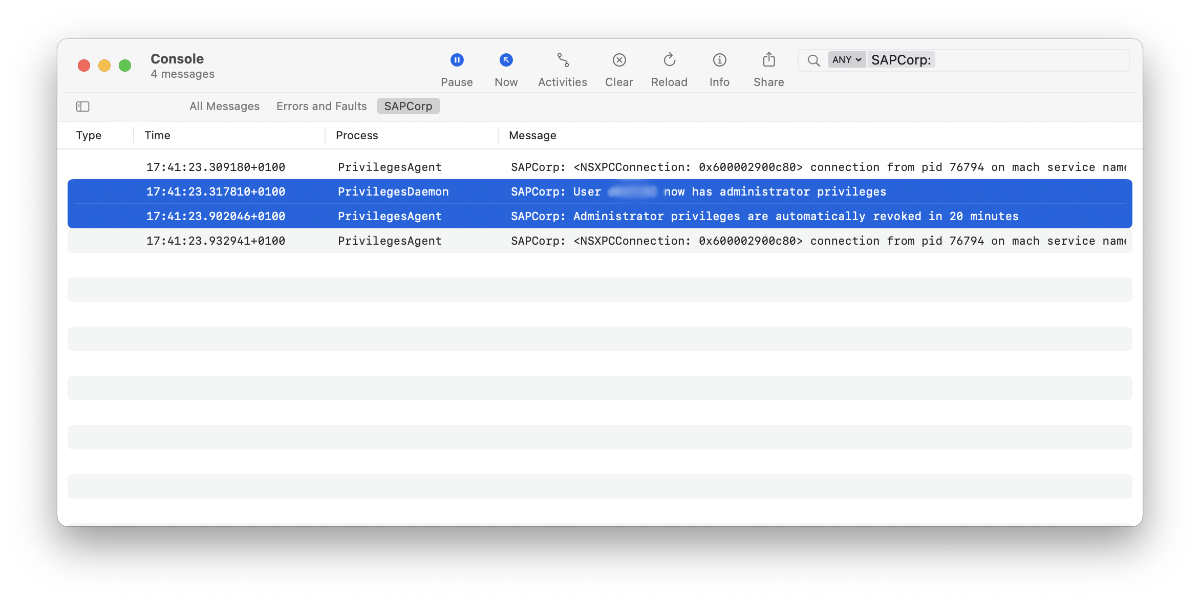 Console
4 messages
Pause Now Activities Clear Reload Info Share
ANY SAPCorp:
All Messages Errors and Faults SAPCorp
Type Time Process Message
17:41:23.309180+0100 PrivilegesAgent SAPCorp: <NSXPCConnection: 0x600002900c80> connection from pid 76794 on mach service name
17:41:23.317810+0100 PrivilegesDaemon SAPCorp: User now has administrator privileges
17:41:23.902046+0100 PrivilegesAgent SAPCorp: Administrator privileges are automatically revoked in 20 minutes
17:41:23.932941+0100 PrivilegesAgent SAPCorp: <NSXPCConnection: 0x600002900c80> connection from pid 76794 on mach service name